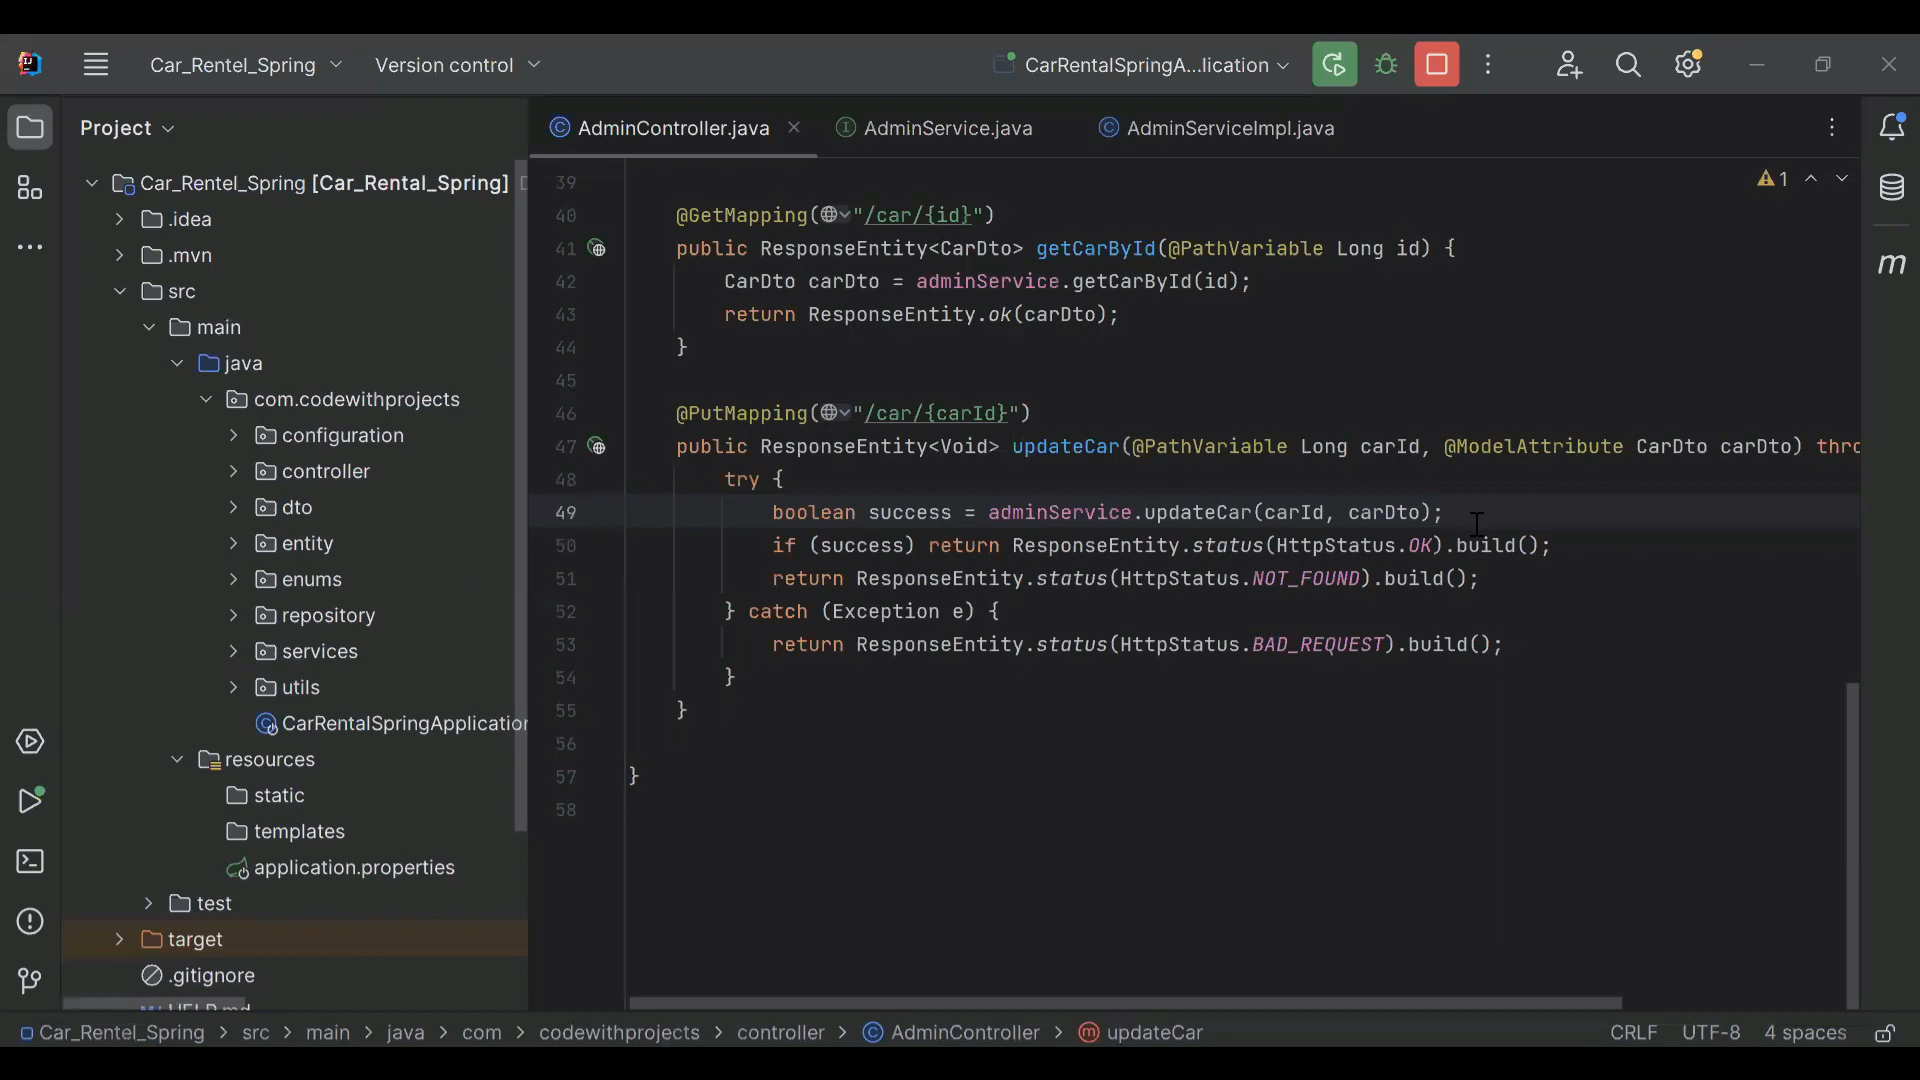 Car_Rentel_Spring
Version control
CarRentalSpringA...lication
Project
AdminController.java
AdminService.java
AdminServiceImpl.java
Car_Rentel_Spring [Car_Rental_Spring]
.idea
.mvn
src
main
java
com.codewithprojects
configuration
controller
dto
entity
enums
repository
services
utils
CarRentalSpringApplication
resources
static
templates
application.properties
test
target
.gitignore
HELP.md
1
39
40 @GetMapping("/car/{id}")
41 public ResponseEntity<CarDto> getCarById(@PathVariable Long id) {
42 CarDto carDto = adminService.getCarById(id);
43 return ResponseEntity.ok(carDto);
44 }
45
46 @PutMapping("/car/{carId}")
47 public ResponseEntity<Void> updateCar(@PathVariable Long carId, @ModelAttribute CarDto carDto) thro
48 try {
49 boolean success = adminService.updateCar(carId, carDto);
50 if (success) return ResponseEntity.status(HttpStatus.OK).build();
51 return ResponseEntity.status(HttpStatus.NOT_FOUND).build();
52 } catch (Exception e) {
53 return ResponseEntity.status(HttpStatus.BAD_REQUEST).build();
54 }
55 }
56
57 }
58
Car_Rentel_Spring > src > main > java > com > codewithprojects > controller > AdminController > updateCar
CRLF UTF-8 4 spaces